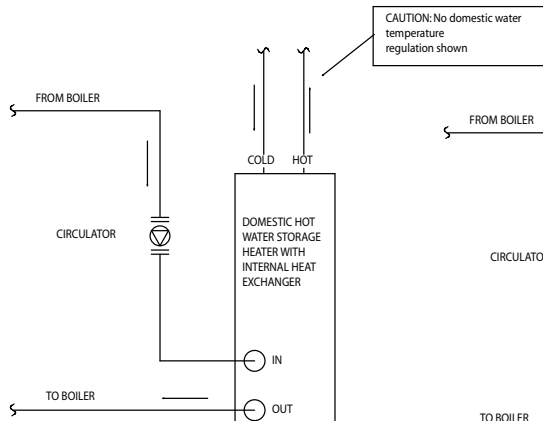 CAUTION: No domestic water
temperature
regulation shown
FROM BOILER
FROM BOILER
COLD HOT
DOMESTIC HOT
WATER STORAGE
HEATER WITH
INTERNAL HEAT
EXCHANGER
CIRCULATOR
CIRCULATO
IN
TO BOILER
OUT
TO BOILER